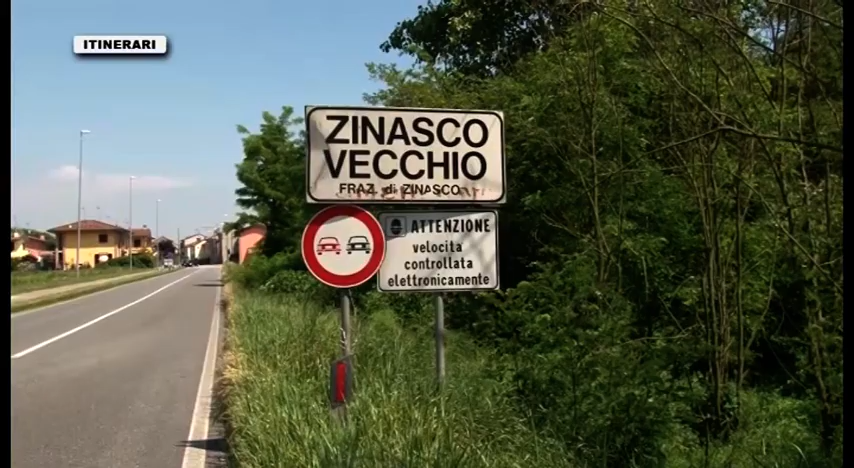 ITINERARI
ZINASCO
VECCHIO
FRAZ. di ZINASCO
ATTENZIONE
velocita
controllata
elettronicamente